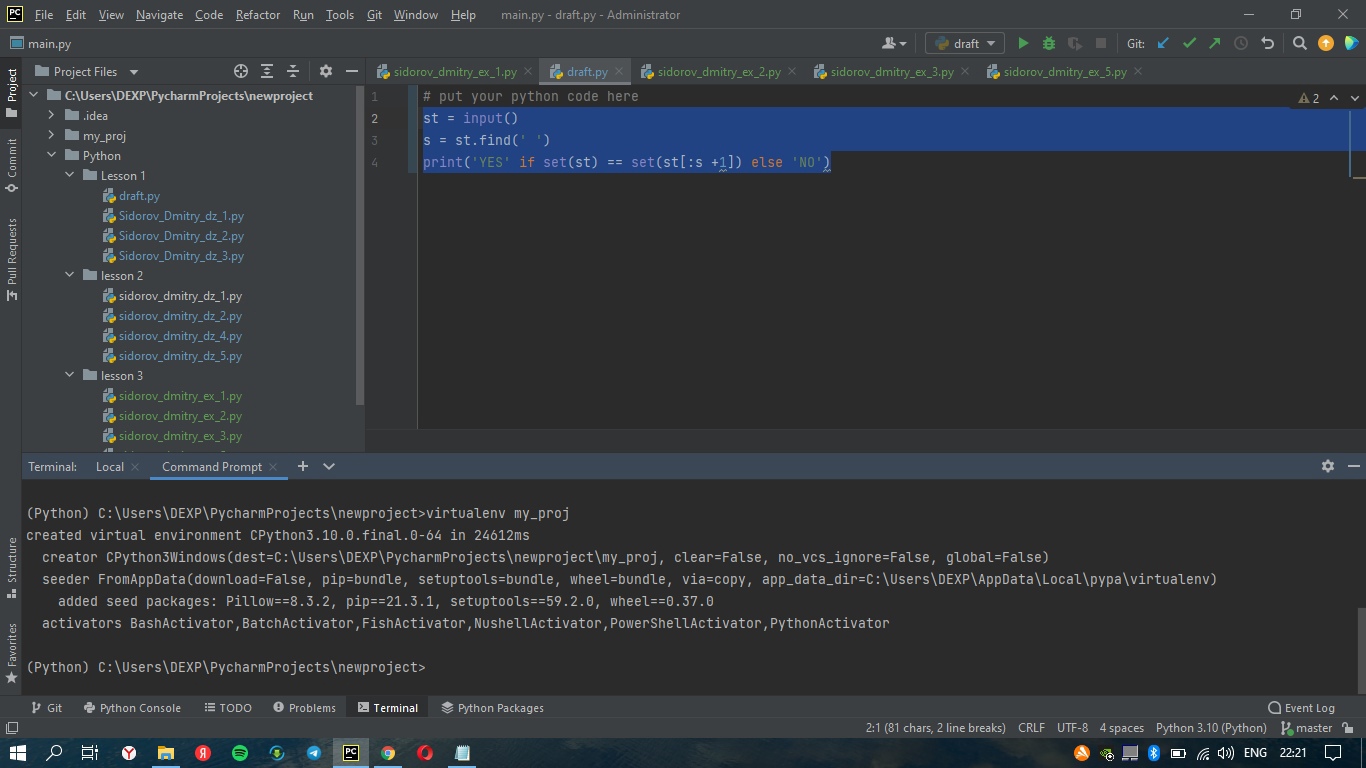 PC File Edit View Navigate Code Refactor Run Tools Git Window Help main.py - draft.py - Administrator
main.py draft Git:
Project Files sidorov_dmitry_ex_1.py draft.py sidorov_dmitry_ex_2.py sidorov_dmitry_ex_3.py sidorov_dmitry_ex_5.py
Project
Commit
Pull Requests
Structure
Favorites
C:\Users\DEXP\PycharmProjects\newproject
.idea
my_proj
Python
Lesson 1
draft.py
Sidorov_Dmitry_dz_1.py
Sidorov_Dmitry_dz_2.py
Sidorov_Dmitry_dz_3.py
lesson 2
sidorov_dmitry_dz_1.py
sidorov_dmitry_dz_2.py
sidorov_dmitry_dz_4.py
sidorov_dmitry_dz_5.py
lesson 3
sidorov_dmitry_ex_1.py
sidorov_dmitry_ex_2.py
sidorov_dmitry_ex_3.py
1 # put your python code here
2 st = input()
3 s = st.find(' ')
4 print('YES' if set(st) == set(st[:s +1]) else 'NO')
2
Terminal: Local Command Prompt
(Python) C:\Users\DEXP\PycharmProjects\newproject>virtualenv my_proj
created virtual environment CPython3.10.0.final.0-64 in 24612ms
creator CPython3Windows(dest=C:\Users\DEXP\PycharmProjects\newproject\my_proj, clear=False, no_vcs_ignore=False, global=False)
seeder FromAppData(download=False, pip=bundle, setuptools=bundle, wheel=bundle, via=copy, app_data_dir=C:\Users\DEXP\AppData\Local\pypa\virtualenv)
added seed packages: Pillow==8.3.2, pip==21.3.1, setuptools==59.2.0, wheel==0.37.0
activators BashActivator,BatchActivator,FishActivator,NushellActivator,PowerShellActivator,PythonActivator
(Python) C:\Users\DEXP\PycharmProjects\newproject>
Git Python Console TODO Problems Terminal Python Packages Event Log
2:1 (81 chars, 2 line breaks) CRLF UTF-8 4 spaces Python 3.10 (Python) master
Я PC ENG 22:21